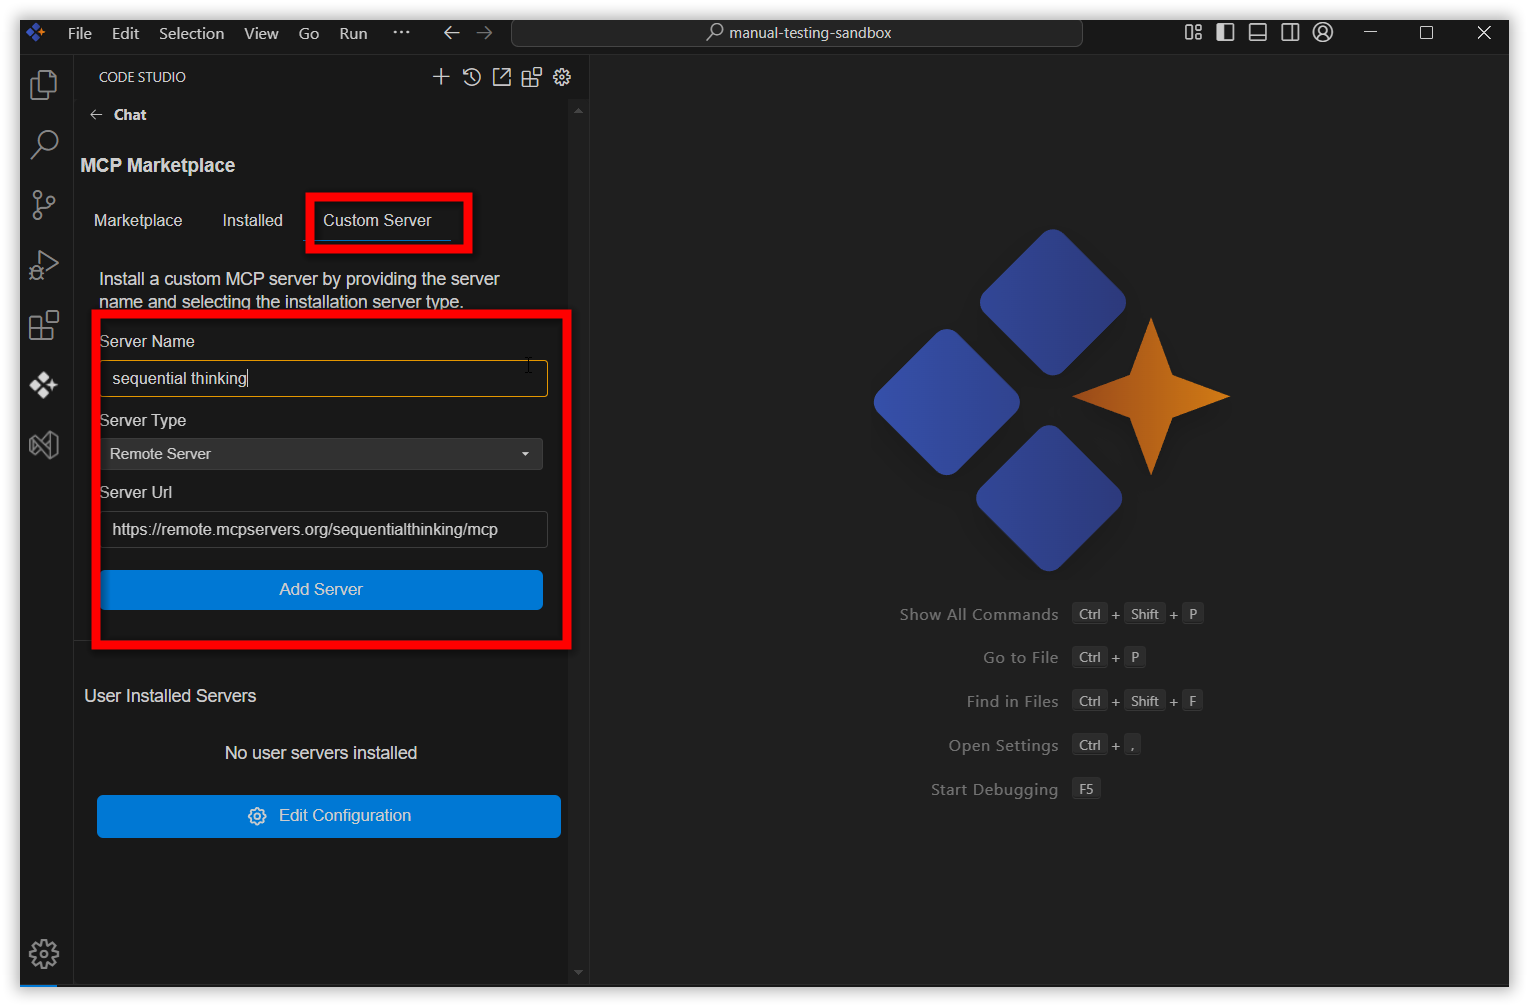 File Edit Selection View Go Run ···
manual-testing-sandbox
CODE STUDIO
Chat
MCP Marketplace
Marketplace Installed Custom Server
Install a custom MCP server by providing the server
name and selecting the installation server type.
Server Name
sequential thinking
Server Type
Remote Server
Server Url
https://remote.mcpservers.org/sequentialthinking/mcp
Add Server
User Installed Servers
No user servers installed
Edit Configuration
Show All Commands Ctrl + Shift + P
Go to File Ctrl + P
Find in Files Ctrl + Shift + F
Open Settings Ctrl + ,
Start Debugging F5